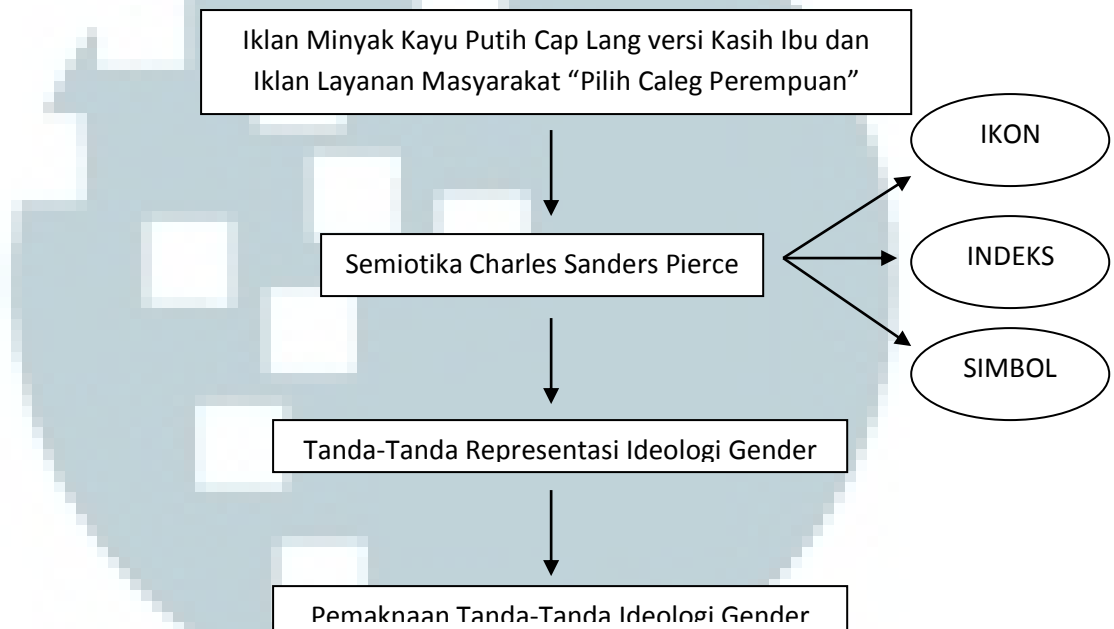 Iklan Minyak Kayu Putih Cap Lang versi Kasih Ibu dan
Iklan Layanan Masyarakat “Pilih Caleg Perempuan”
IKON
Semiotika Charles Sanders Pierce
INDEKS
SIMBOL
Tanda-Tanda Representasi Ideologi Gender
Pemaknaan Tanda-Tanda Ideologi Gender